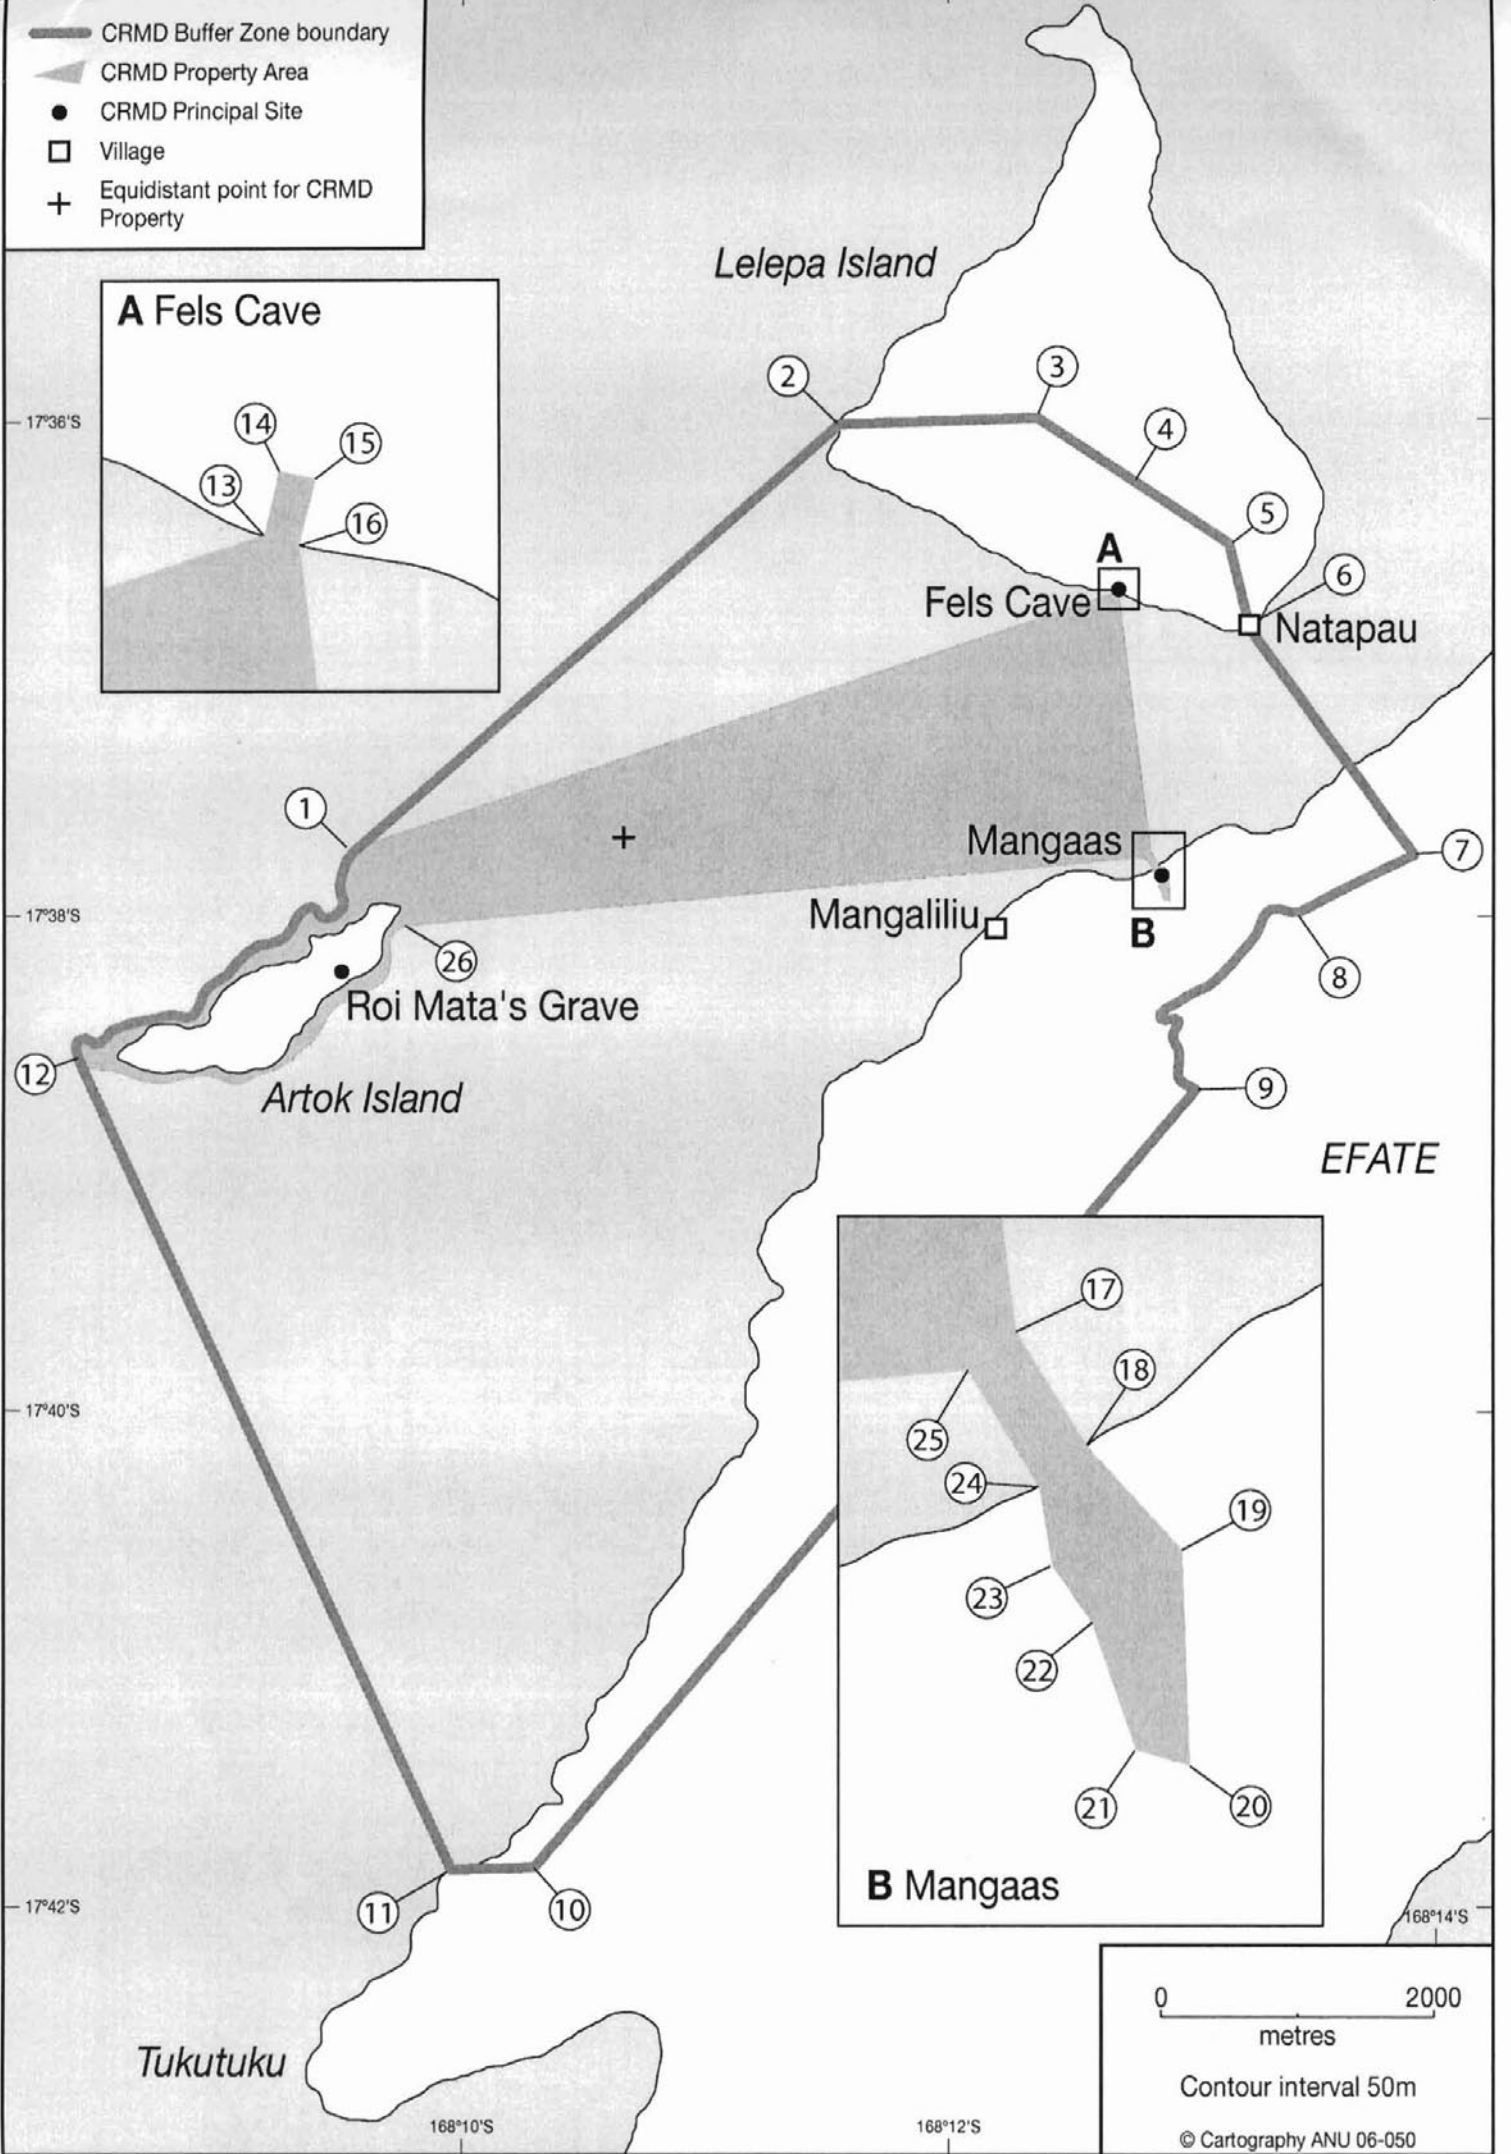 CRMD Buffer Zone boundary
CRMD Property Area
CRMD Principal Site
Village
Equidistant point for CRMD
Property
Lelepa Island
A Fels Cave
14
15
13
16
2
3
4
17°36'S
5
A
6
Fels Cave
Natapau
1
Mangaas
7
17°38'S
Mangaliliu
B
26
8
Roi Mata's Grave
12
9
Artok Island
EFATE
17
18
17°40'S
25
24
19
23
22
21
20
B Mangaas
17°42'S
11
10
168°14'S
0 2000
metres
Tukutuku
Contour interval 50m
168°10'S
168°12'S
© Cartography ANU 06-050